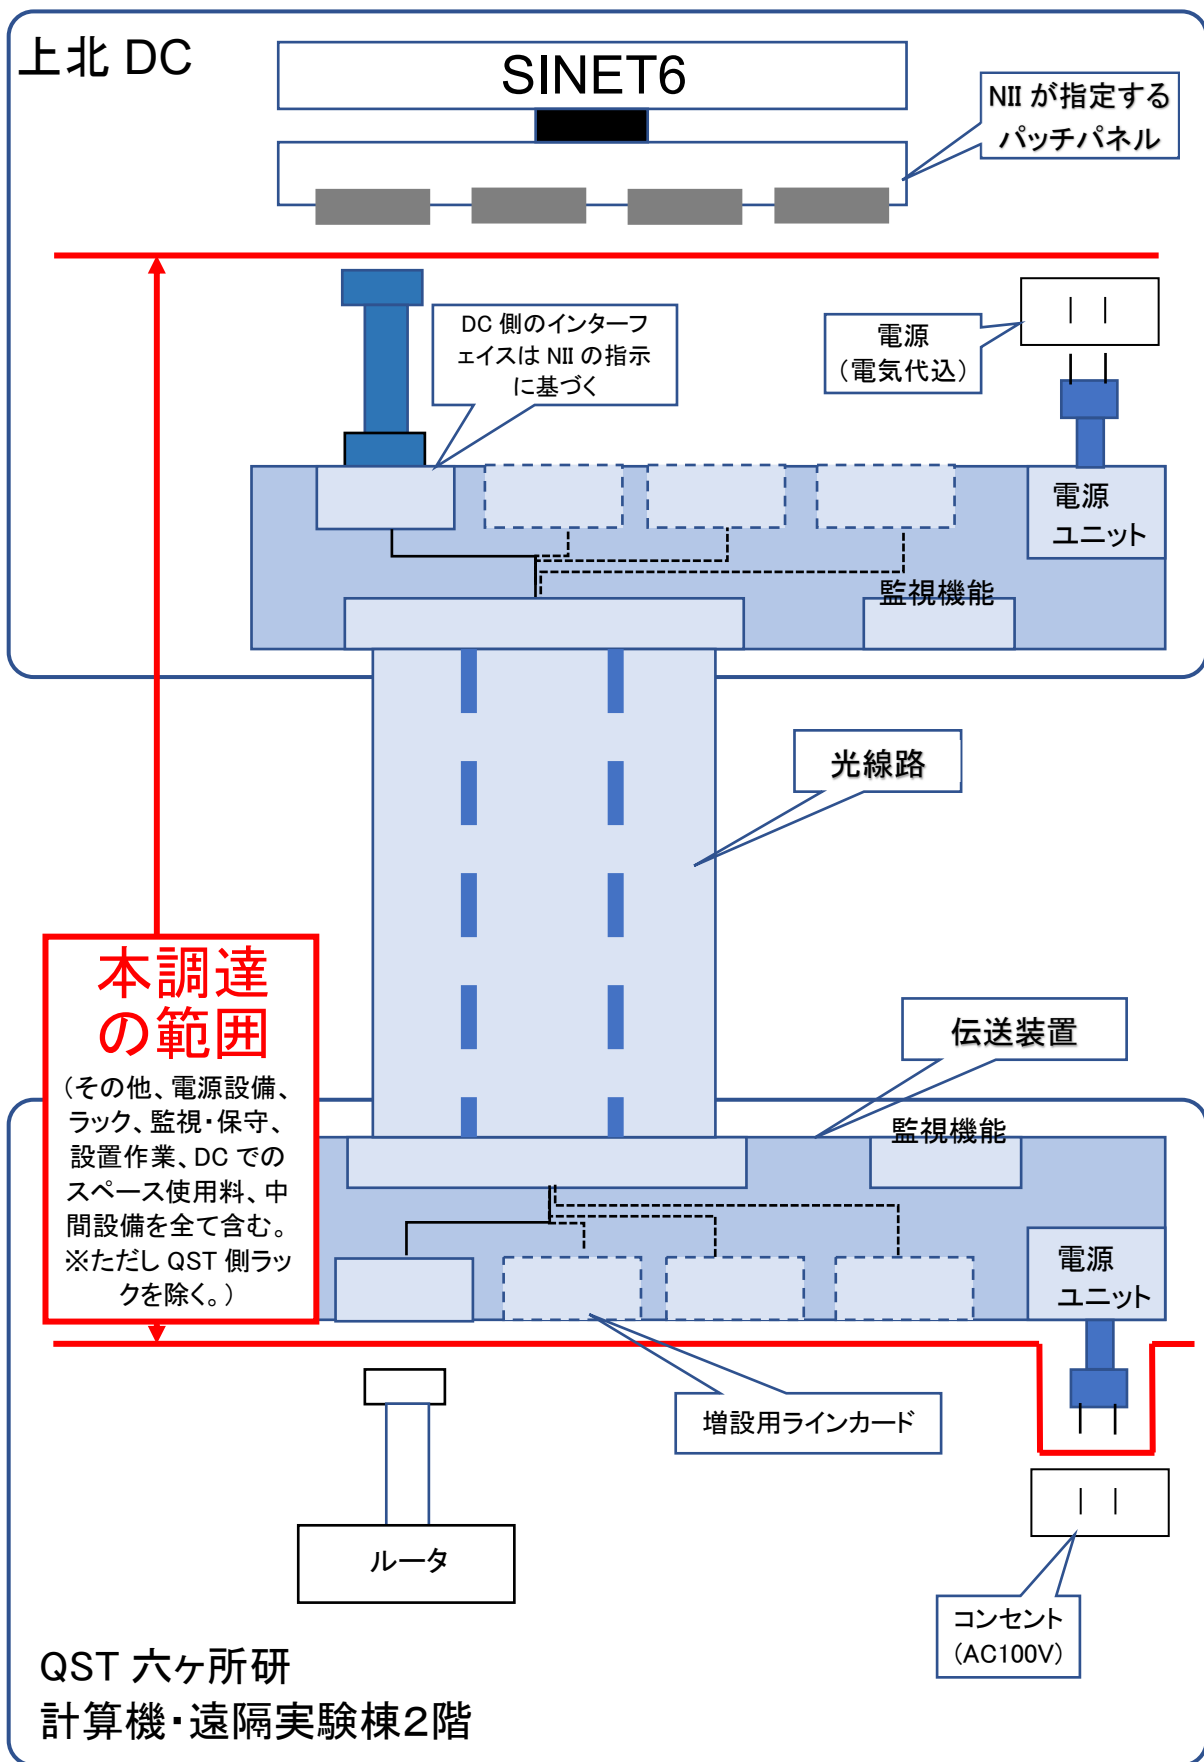 上北 DC
SINET6
NII が指定する
パッチパネル
DC 側のインターフ
ェイスは NII の指示
に基づく
電源
（電気代込）
電源
ユニット
監視機能
光線路
本調達
の範囲
（その他、電源設備、
ラック、監視・保守、
設置作業、DC での
スペース使用料、中
間設備を全て含む。
※ただし QST 側ラッ
クを除く。）
伝送装置
監視機能
電源
ユニット
増設用ラインカード
ルータ
コンセント
(AC100V)
QST 六ヶ所研
計算機・遠隔実験棟２階